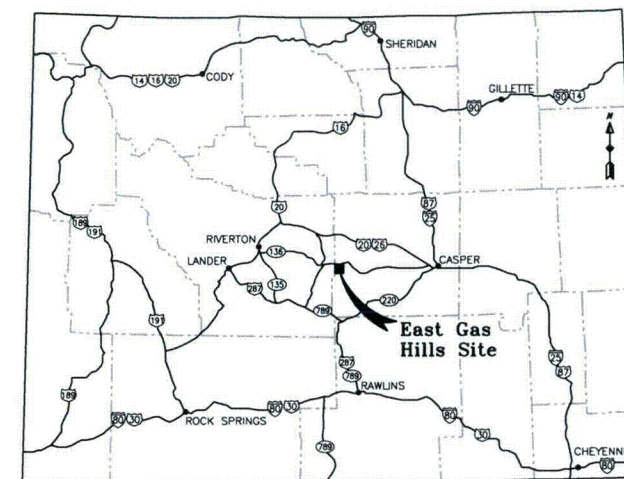 90
SHERIDAN
14 16 20
CODY
GILLETTE
90 14
90
16
N
20
87
25
189
191
RIVERTON
136
20 26
LANDER
CASPER
287
135
789
220
East Gas
Hills Site
191
287
789
25
87
189
RAWLINS
80 30
ROCK SPRINGS
80 30
80
30
789
CHEYENN
80